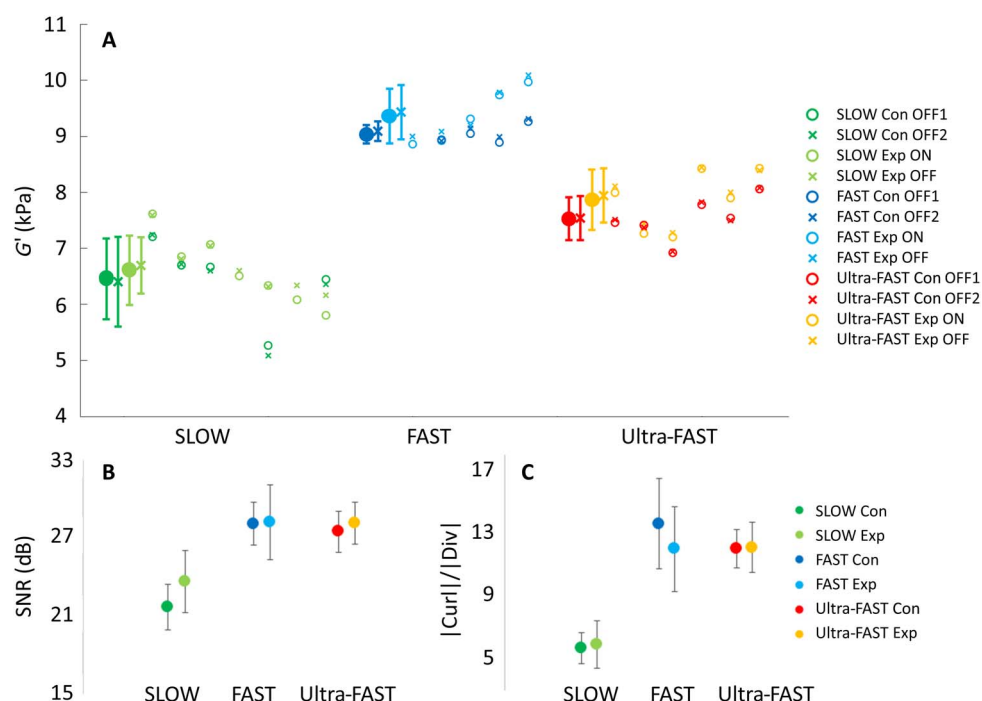 A
11
10
9
8
7
6
5
4
G' (kPa)
SLOW FAST Ultra-FAST
SLOW Con OFF1
SLOW Con OFF2
SLOW Exp ON
SLOW Exp OFF
FAST Con OFF1
FAST Con OFF2
FAST Exp ON
FAST Exp OFF
Ultra-FAST Con OFF1
Ultra-FAST Con OFF2
Ultra-FAST Exp ON
Ultra-FAST Exp OFF
B
33
27
21
15
SNR (dB)
SLOW FAST Ultra-FAST
C
17
13
9
5
|Curl|/|Div|
SLOW FAST Ultra-FAST
SLOW Con
SLOW Exp
FAST Con
FAST Exp
Ultra-FAST Con
Ultra-FAST Exp